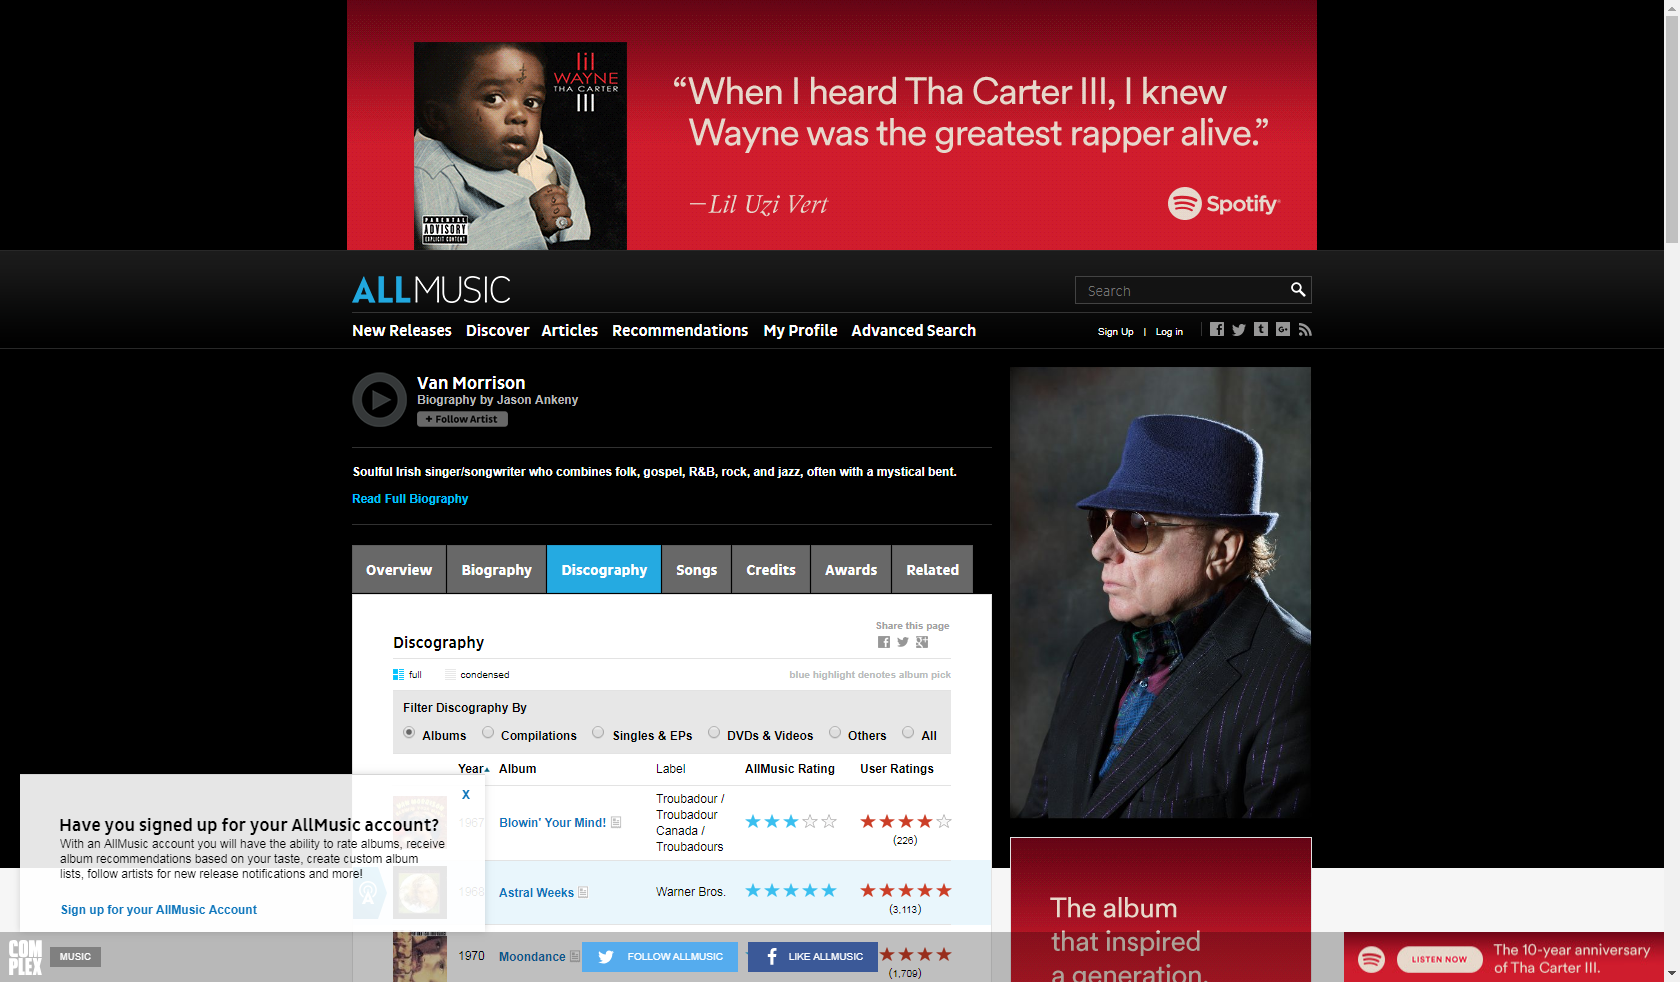 lil
WAYNE
THA CARTER
III
PARENTAL
ADVISORY
EXPLICIT CONTENT
“When I heard Tha Carter III, I knew
Wayne was the greatest rapper alive.”
—Lil Uzi Vert
Spotify
ALLMUSIC
Search
New Releases Discover Articles Recommendations My Profile Advanced Search
Sign Up | Log in
Van Morrison
Biography by Jason Ankeny
+ Follow Artist
Soulful Irish singer/songwriter who combines folk, gospel, R&B, rock, and jazz, often with a mystical bent.
Read Full Biography
Overview Biography Discography Songs Credits Awards Related
Share this page
Discography
full condensed blue highlight denotes album pick
Filter Discography By
Albums Compilations Singles & EPs DVDs & Videos Others All
Year Album Label AllMusic Rating User Ratings
1967 Blowin' Your Mind! Troubadour /
Troubadour
Canada /
Troubadours
(226)
1968 Astral Weeks Warner Bros.
(3,113)
1970 Moondance
(1,709)
X
Have you signed up for your AllMusic account?
With an AllMusic account you will have the ability to rate albums, receive
album recommendations based on your taste, create custom album
lists, follow artists for new release notifications and more!
Sign up for your AllMusic Account
The album
that inspired
a generation.
COM
PLEX
MUSIC
FOLLOW ALLMUSIC
LIKE ALLMUSIC
LISTEN NOW
The 10-year anniversary
of Tha Carter III.